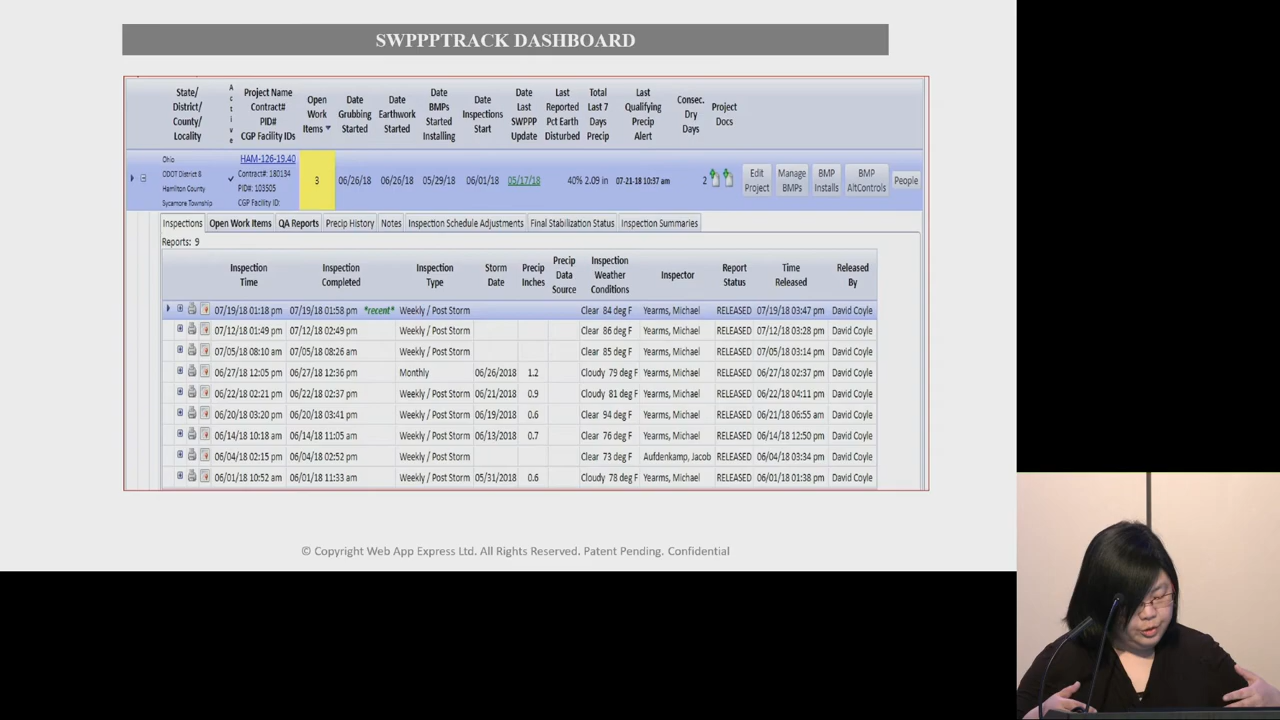 SWPPPTRACK DASHBOARD
State/ District/ County/ Locality
Active
Project Name Contract# PID# CGP Facility IDs
Open Work Items
Date Grubbing Started
Date Earthwork Started
Date BMPs Started Installing
Date Inspections Start
Date Last SWPPP Update
Last Reported Pct Earth Disturbed
Total Last 7 Days Precip
Last Qualifying Precip Alert
Consec. Dry Days
Project Docs
Ohio
ODOT District 8
Hamilton County
Sycamore Township
HAM-126-19.40
Contract#: 180134
PID#: 103505
CGP Facility ID:
3 06/26/18 06/26/18 05/29/18 06/01/18 05/17/18 40% 2.09 in 07-21-18 10:37 am 2
Edit Project
Manage BMPs
BMP Installs
BMP AltControls
People
Inspections Open Work Items QA Reports Precip History Notes Inspection Schedule Adjustments Final Stabilization Status Inspection Summaries
Reports: 9
Inspection Time
Inspection Completed
Inspection Type
Storm Date
Precip Inches
Precip Data Source
Inspection Weather Conditions
Inspector
Report Status
Time Released
Released By
07/19/18 01:18 pm 07/19/18 01:58 pm *recent* Weekly / Post Storm Clear 84 deg F Yearms, Michael RELEASED 07/19/18 03:47 pm David Coyle
07/12/18 01:49 pm 07/12/18 02:49 pm Weekly / Post Storm Clear 86 deg F Yearms, Michael RELEASED 07/12/18 03:28 pm David Coyle
07/05/18 08:10 am 07/05/18 08:26 am Weekly / Post Storm Clear 85 deg F Yearms, Michael RELEASED 07/05/18 03:14 pm David Coyle
06/27/18 12:05 pm 06/27/18 12:36 pm Monthly 06/26/2018 1.2 Cloudy 79 deg F Yearms, Michael RELEASED 06/27/18 02:37 pm David Coyle
06/22/18 02:21 pm 06/22/18 02:37 pm Weekly / Post Storm 06/21/2018 0.9 Cloudy 81 deg F Yearms, Michael RELEASED 06/22/18 04:11 pm David Coyle
06/20/18 03:20 pm 06/20/18 03:41 pm Weekly / Post Storm 06/19/2018 0.6 Clear 94 deg F Yearms, Michael RELEASED 06/21/18 06:55 am David Coyle
06/14/18 10:18 am 06/14/18 11:05 am Weekly / Post Storm 06/13/2018 0.7 Clear 76 deg F Yearms, Michael RELEASED 06/14/18 12:50 pm David Coyle
06/04/18 02:15 pm 06/04/18 02:52 pm Weekly / Post Storm Clear 73 deg F Aufdenkamp, Jacob RELEASED 06/04/18 03:34 pm David Coyle
06/01/18 10:52 am 06/01/18 11:33 am Weekly / Post Storm 05/31/2018 0.6 Cloudy 78 deg F Yearms, Michael RELEASED 06/01/18 01:38 pm David Coyle
© Copyright Web App Express Ltd. All Rights Reserved. Patent Pending. Confidential